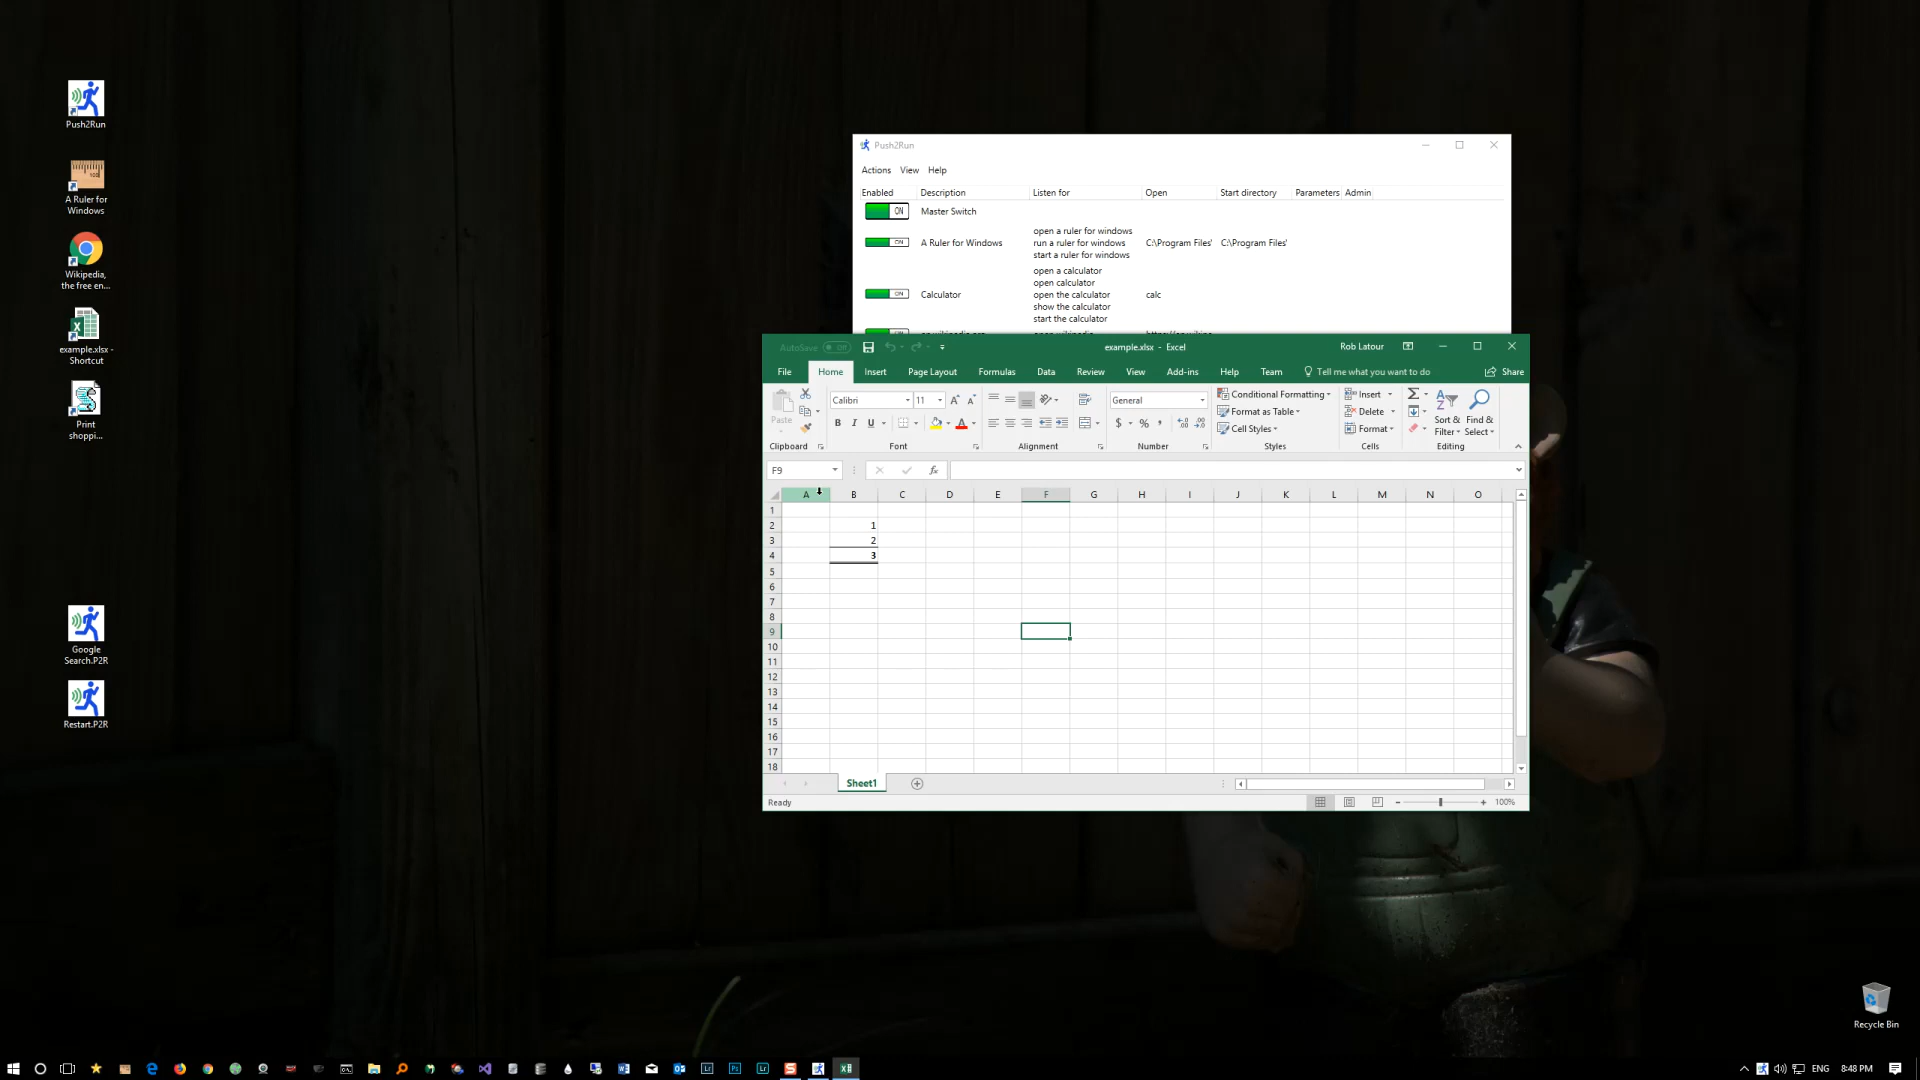 Push2Run
A Ruler for
Windows
Wikipedia,
the free en...
example.xlsx -
Shortcut
Print
shoppi...
Google
Search.P2R
Restart.P2R
Push2Run
Actions View Help
Enabled Description Listen for Open Start directory Parameters Admin
ON Master Switch
open a ruler for windows
ON A Ruler for Windows run a ruler for windows C:\Program Files' C:\Program Files'
start a ruler for windows
open a calculator
open calculator
ON Calculator open the calculator calc
show the calculator
start the calculator
AutoSave Off example.xlsx - Excel Rob Latour
File Home Insert Page Layout Formulas Data Review View Add-ins Help Team Tell me what you want to do Share
Paste Calibri 11 General Conditional Formatting Insert
Format as Table Delete
B I U A $ % , Cell Styles Format
Sort & Filter Find & Select
Clipboard Font Alignment Number Styles Cells Editing
F9 fx
A B C D E F G H I J K L M N O
1
2 1
3 2
4 3
5
6
7
8
9
10
11
12
13
14
15
16
17
18
Sheet1
Ready 100%
Recycle Bin
ENG 8:48 PM